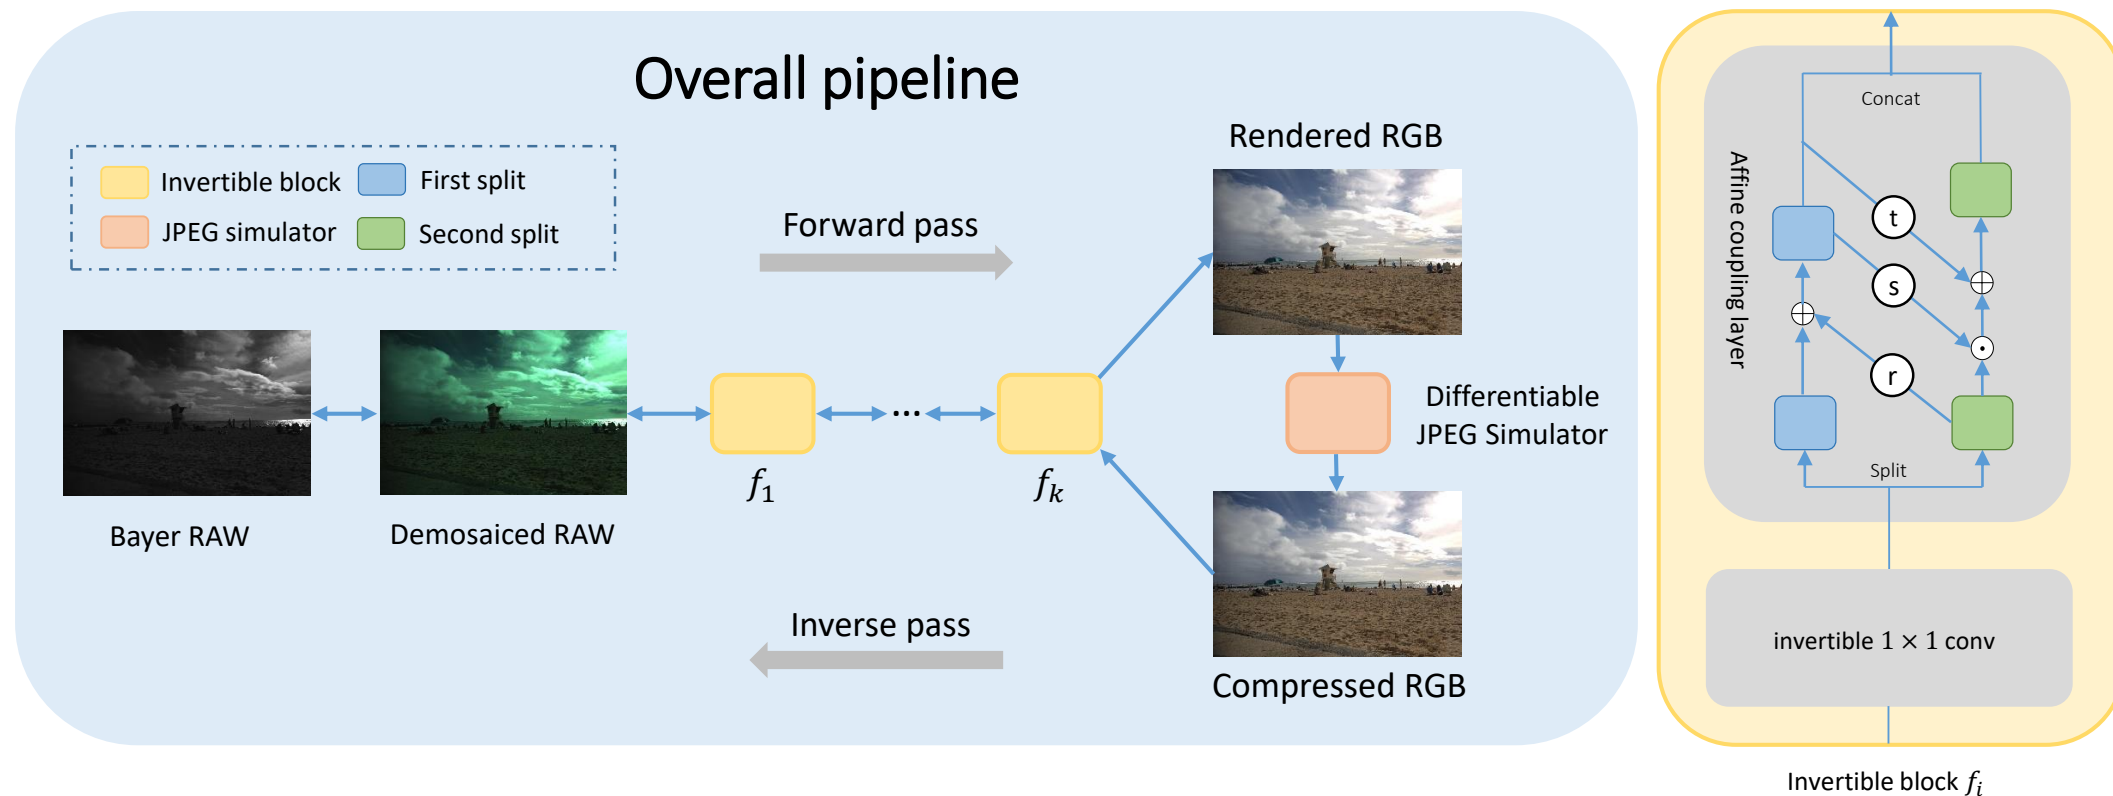 Overall pipeline
Invertible block
First split
JPEG simulator
Second split
Forward pass
Rendered RGB
Bayer RAW
Demosaiced RAW
f₁
...
fₖ
Differentiable
JPEG Simulator
Inverse pass
Compressed RGB
Concat
Affine coupling layer
t
s
r
Split
invertible 1 × 1 conv
Invertible block fᵢ